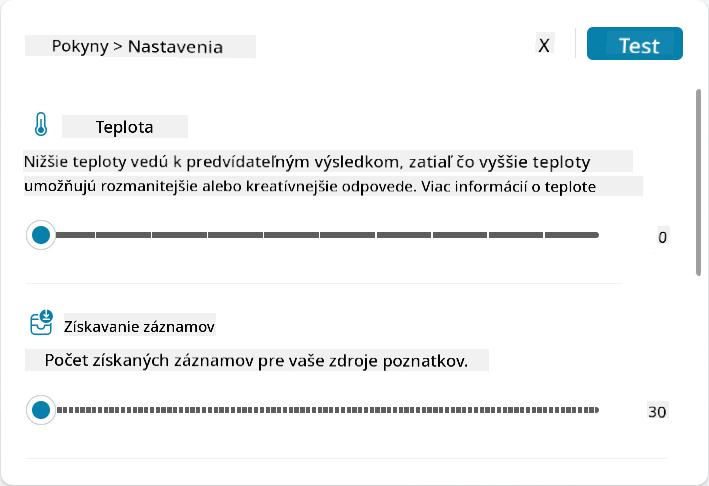 Pokyny > Nastavenia
X
Test
Teplota
Nižšie teploty vedú k predvídateľným výsledkom, zatiaľ čo vyššie teploty
umožňujú rozmanitejšie alebo kreatívnejšie odpovede. Viac informácií o teplote
0
Získavanie záznamov
Počet získaných záznamov pre vaše zdroje poznatkov.
30